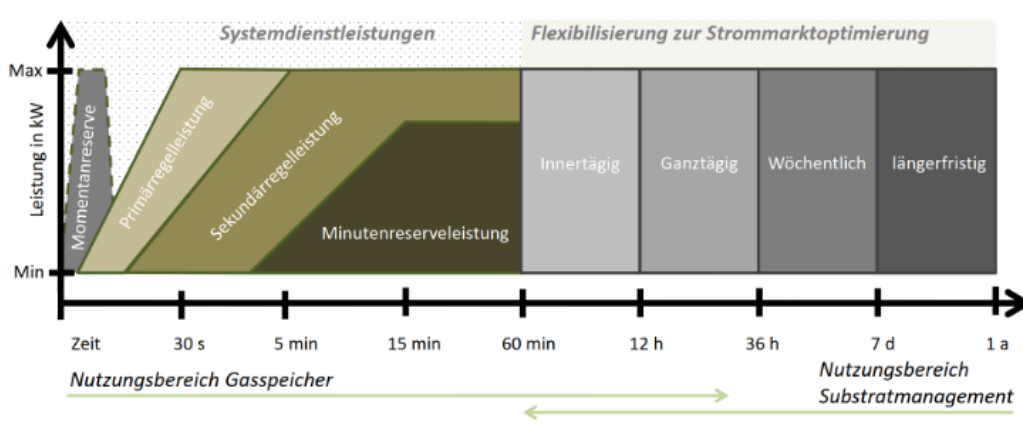 Systemdienstleistungen
Flexibilisierung zur Strommarktoptimierung
Max
Leistung in kW
Min
Momentanreserve
Primärregelleistung
Sekundärregelleistung
Minutenreserveleistung
Innertägig
Ganztägig
Wöchentlich
längerfristig
Zeit
30 s
5 min
15 min
60 min
12 h
36 h
7 d
1 a
Nutzungsbereich Gasspeicher
Nutzungsbereich
Substratmanagement